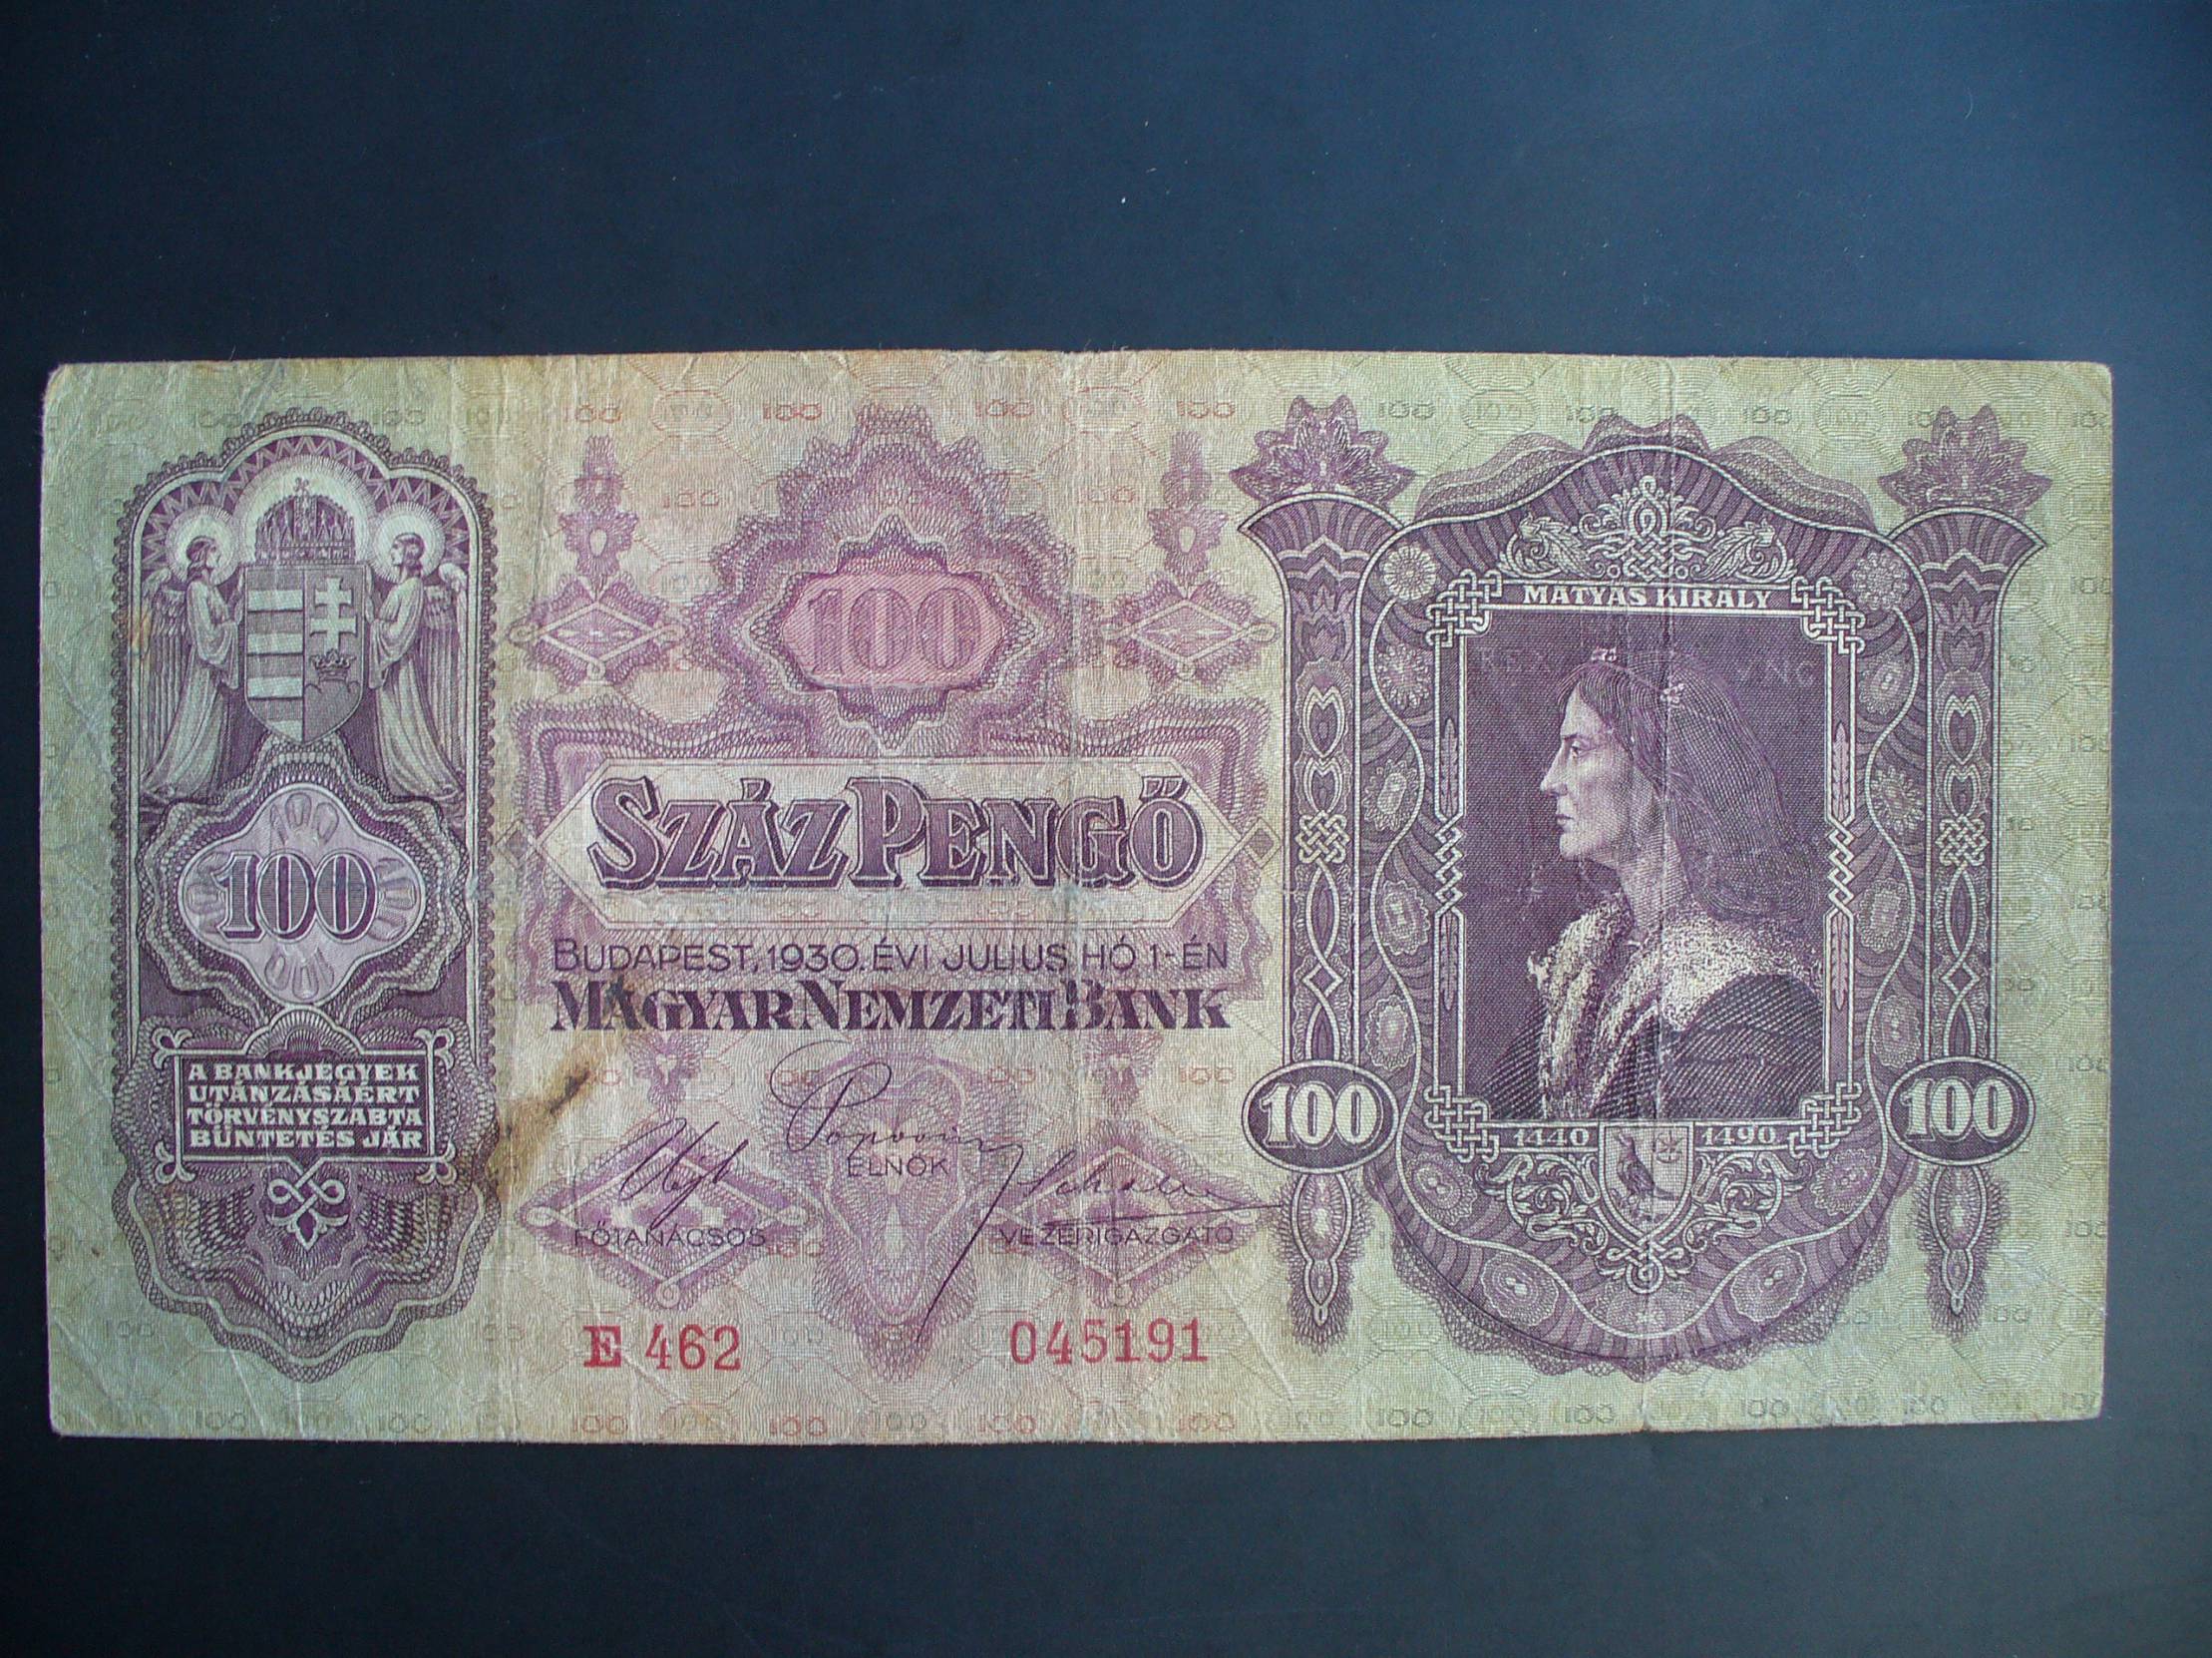 100
A BANKJEGYEK
UTÁNZÁSÁÉRT
TÖRVÉNYSZABTA
BÜNTETÉS JÁR
100
SZÁZ PENGŐ
BUDAPEST, 1930. ÉVI JULIUS HÓ 1-ÉN
MAGYAR NEMZETI BANK
ELNÖK
FŐTANÁCSOS
VEZÉRIGAZGATÓ
E 462
045191
MÁTYÁS KIRÁLY
1440 1490
100
100